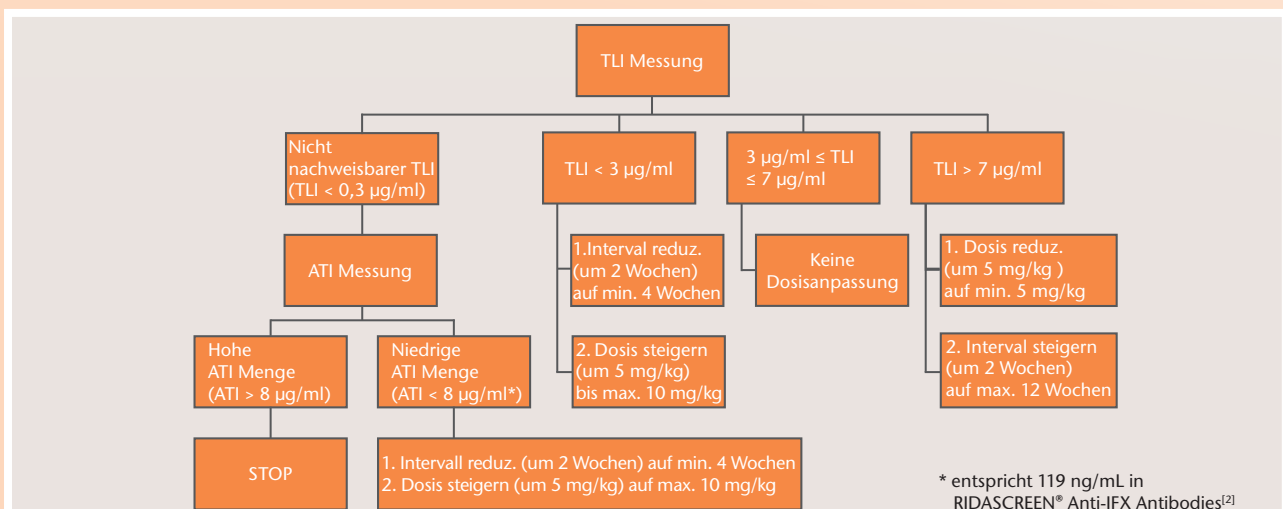 TLI Messung
Nicht
nachweisbarer TLI
(TLI < 0,3 µg/ml)
TLI < 3 µg/ml
3 µg/ml ≤ TLI
≤ 7 µg/ml
TLI > 7 µg/ml
ATI Messung
1.Interval reduz.
(um 2 Wochen)
auf min. 4 Wochen
Keine
Dosisanpassung
1. Dosis reduz.
(um 5 mg/kg )
auf min. 5 mg/kg
Hohe
ATI Menge
(ATI > 8 µg/ml)
Niedrige
ATI Menge
(ATI < 8 µg/ml*)
2. Dosis steigern
(um 5 mg/kg)
bis max. 10 mg/kg
2. Interval steigern
(um 2 Wochen)
auf max. 12 Wochen
STOP
1. Intervall reduz. (um 2 Wochen) auf min. 4 Wochen
2. Dosis steigern (um 5 mg/kg) auf max. 10 mg/kg
* entspricht 119 ng/mL in
RIDASCREEN® Anti-IFX Antibodies[2]